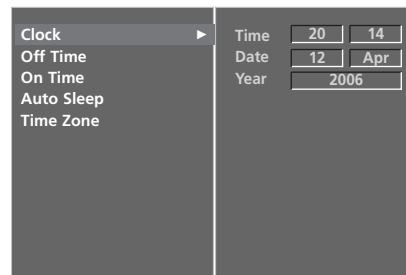 Clock ►
Off Time
On Time
Auto Sleep
Time Zone
Time 20 14
Date 12 Apr
Year 2006